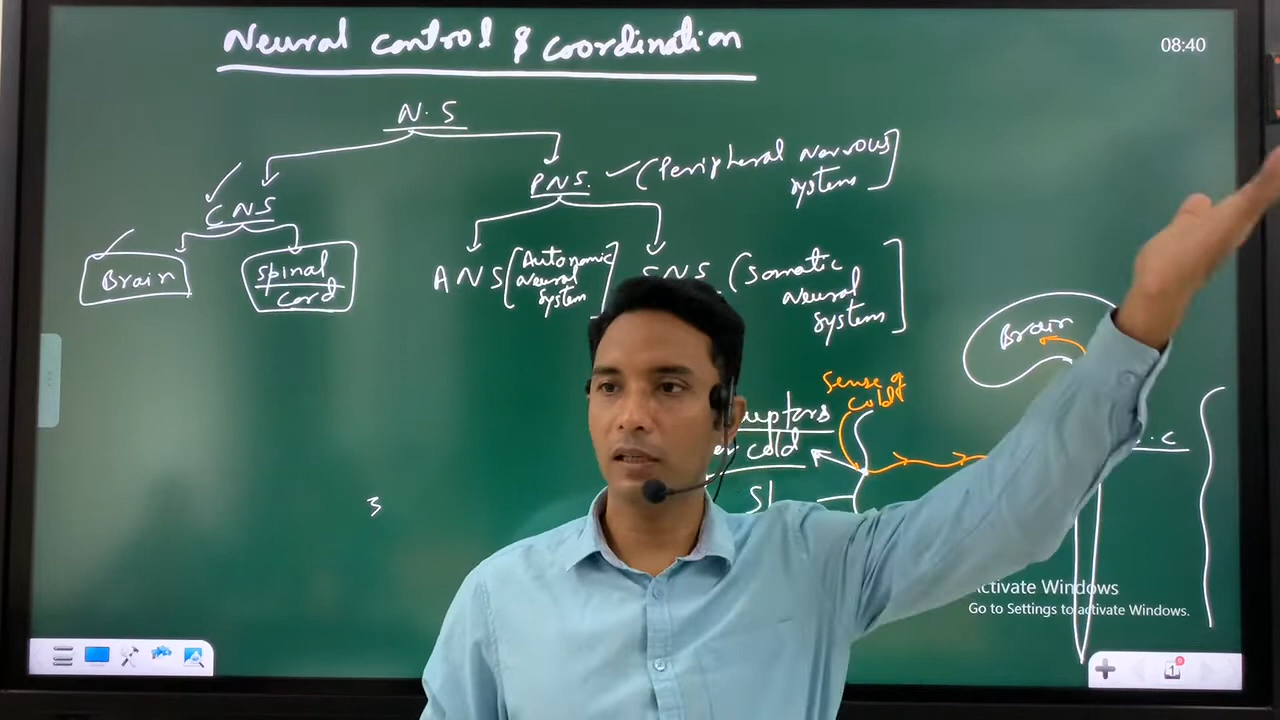 Neural control & coordination
08:40
N.S
CNS
PNS.
(Peripheral Nervous
system]
Brain
Spinal
Cord
ANS
[Autonomic
Neural
System]
SNS.
(Somatic
Neural
System]
Brain
Sense of
cold
cold
3
Activate Windows
Go to Settings to activate Windows.
1